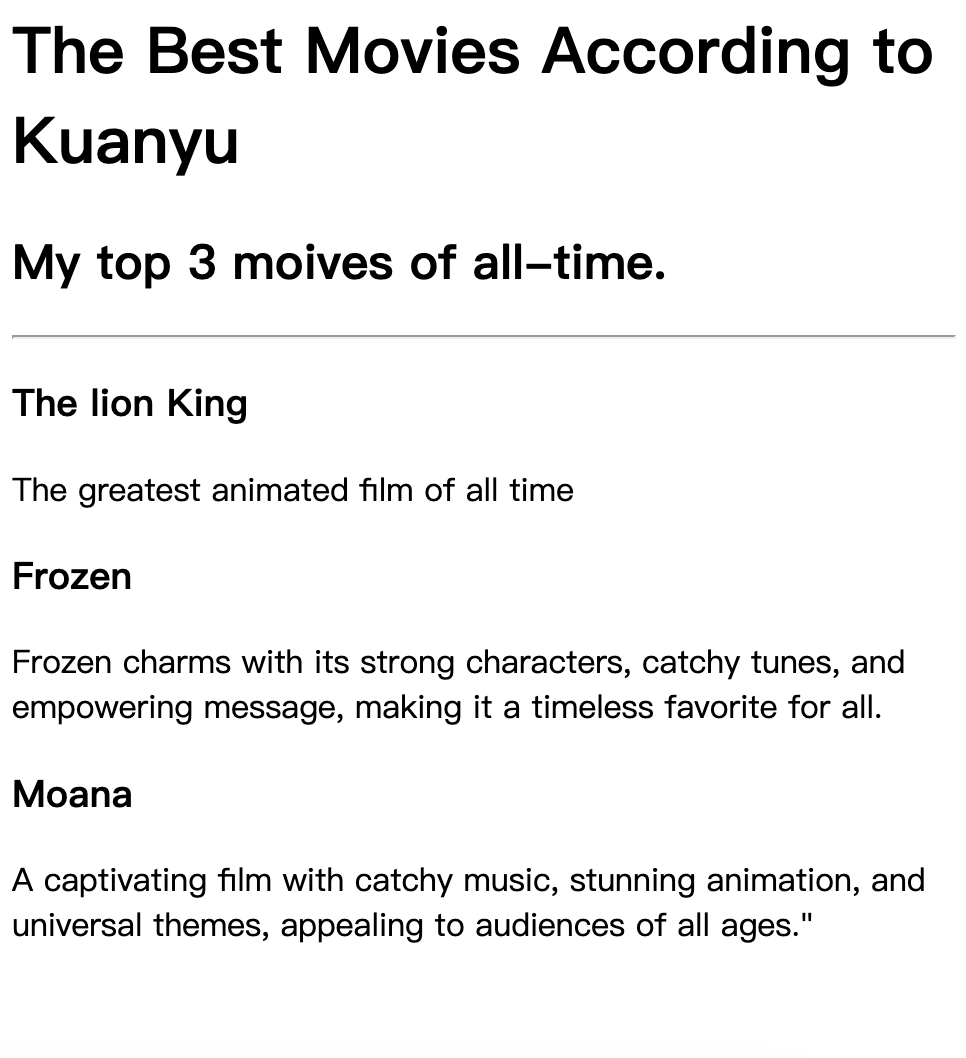 The Best Movies According to
Kuanyu
My top 3 moives of all-time.
The lion King
The greatest animated film of all time
Frozen
Frozen charms with its strong characters, catchy tunes, and
empowering message, making it a timeless favorite for all.
Moana
A captivating film with catchy music, stunning animation, and
universal themes, appealing to audiences of all ages."